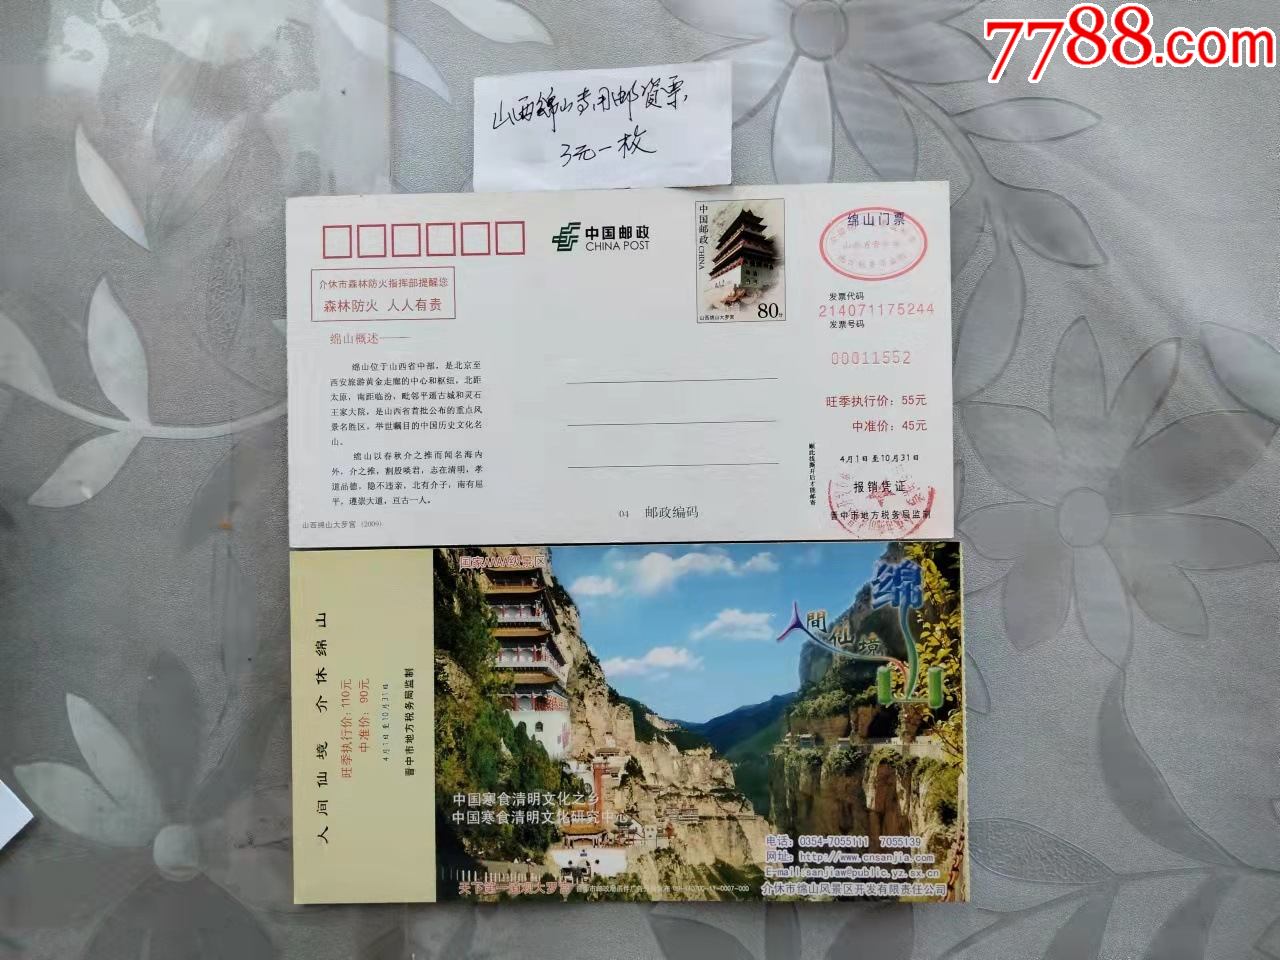 7788.com
山西绵山专用邮资票
3元一枚
中国邮政
CHINA POST
中国邮政 CHINA
山西绵山大罗宫
80分
绵山门票
发票代码
214071175244
发票号码
00011552
旺季执行价：55元
中准价：45元
4月1日至10月31日
报销凭证
晋中市地方税务局监制
介休市森林防火指挥部提醒您
森林防火 人人有责
绵山概述——
绵山位于山西省中部，是北京至
西安旅游黄金走廊的中心和枢纽，北距
太原，南距临汾，毗邻平遥古城和灵石
王家大院，是山西省首批公布的重点风
景名胜区，举世瞩目的中国历史文化名
山。
绵山以春秋介之推而闻名海内
外，介之推，割股啖君，志在清明，孝
道品德，隐不违亲，北有介子，南有屈
平，遵崇大道，亘古一人。
山西绵山大罗宫（2009）
04 邮政编码
人间仙境 介休绵山
旺季执行价：110元
中准价：90元
4月1日至10月31日
晋中市地方税务局监制
国家AAAA级景区
绵山
人間仙境
中国寒食清明文化之乡
中国寒食清明文化研究中心
天下第一道观大罗宫
电话：0354-7055111 7055139
网址：http://www.cnsanjia.com
E-mail:sanjiaw@public.yz.sx.cn
介休市绵山风景区开发有限责任公司